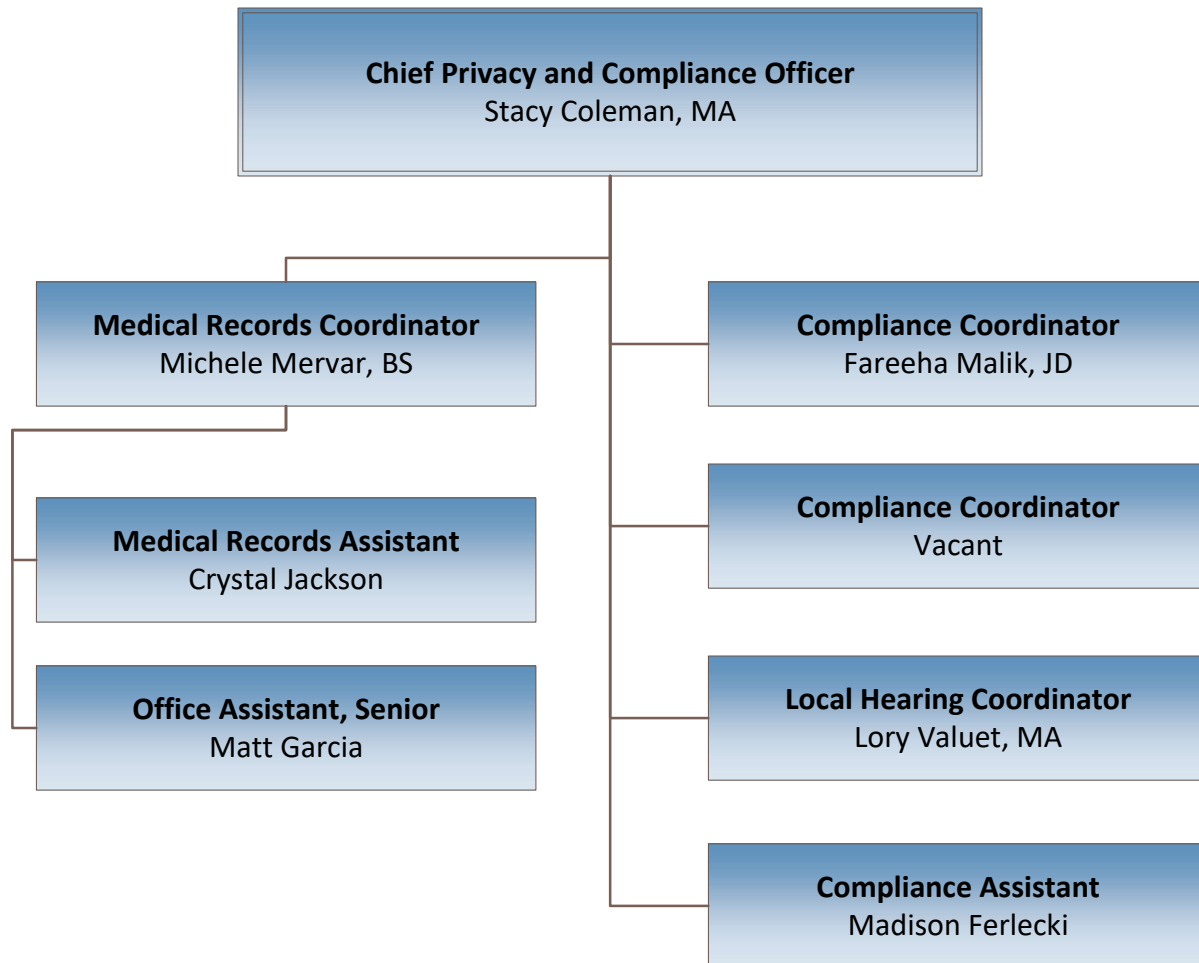 Chief Privacy and Compliance Officer
Stacy Coleman, MA
Medical Records Coordinator
Michele Mervar, BS
Medical Records Assistant
Crystal Jackson
Office Assistant, Senior
Matt Garcia
Compliance Coordinator
Fareeha Malik, JD
Compliance Coordinator
Vacant
Local Hearing Coordinator
Lory Valuet, MA
Compliance Assistant
Madison Ferlecki